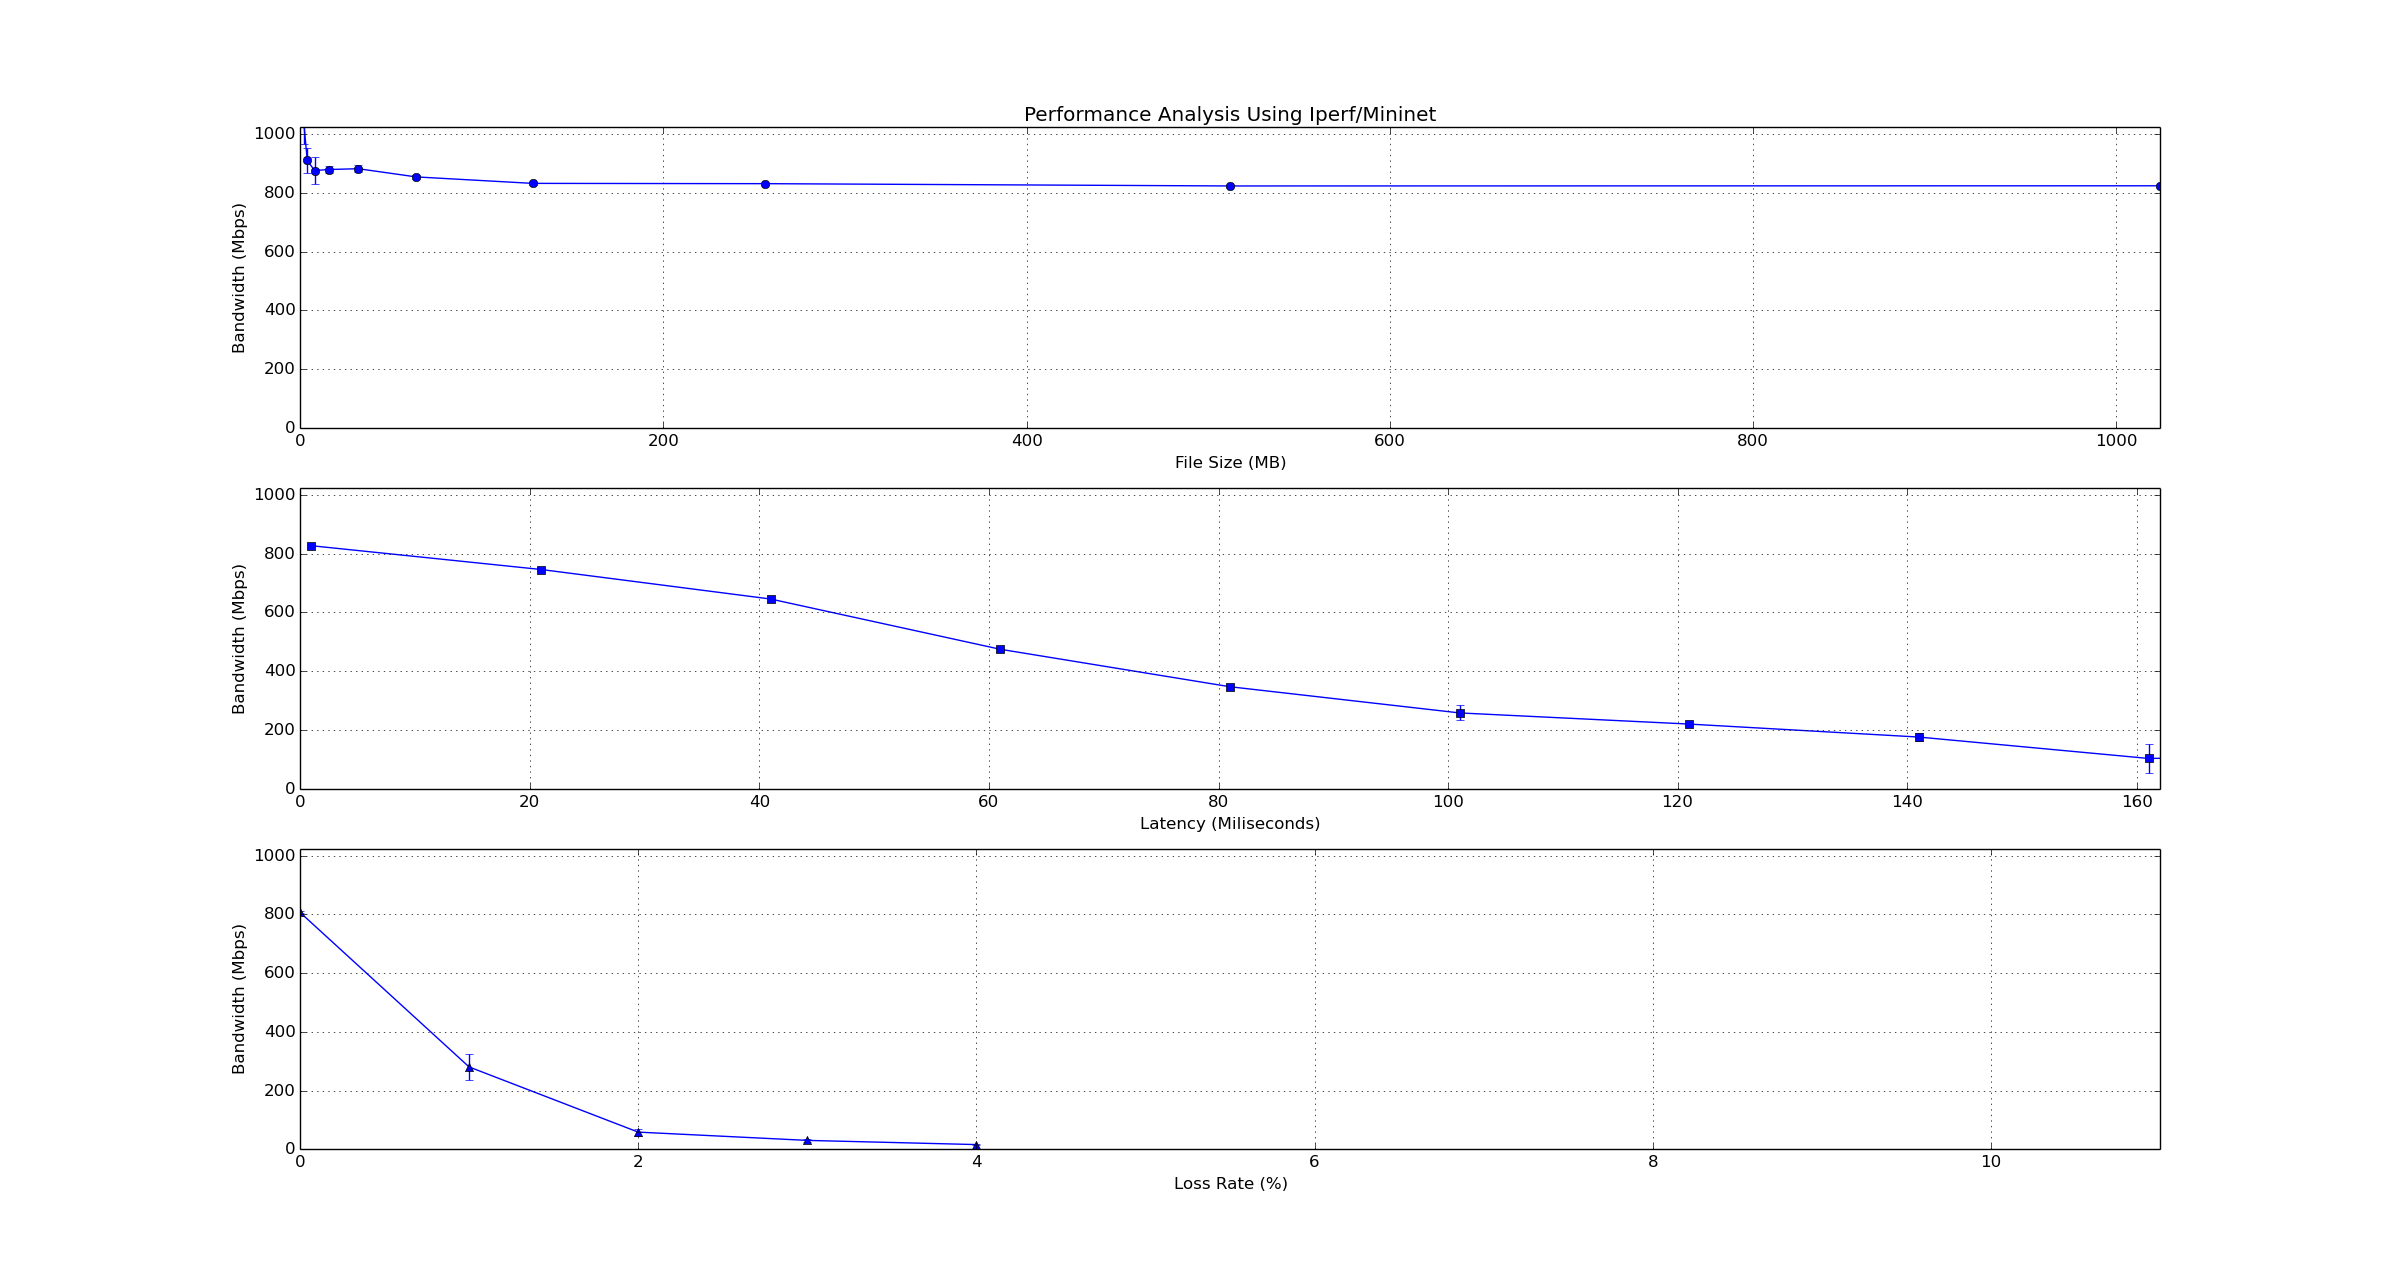 Performance Analysis Using Iperf/Mininet
1000
800
600
400
200
0
Bandwidth (Mbps)
0 200 400 600 800 1000
File Size (MB)
1000
800
600
400
200
0
Bandwidth (Mbps)
0 20 40 60 80 100 120 140 160
Latency (Miliseconds)
1000
800
600
400
200
0
Bandwidth (Mbps)
0 2 4 6 8 10
Loss Rate (%)